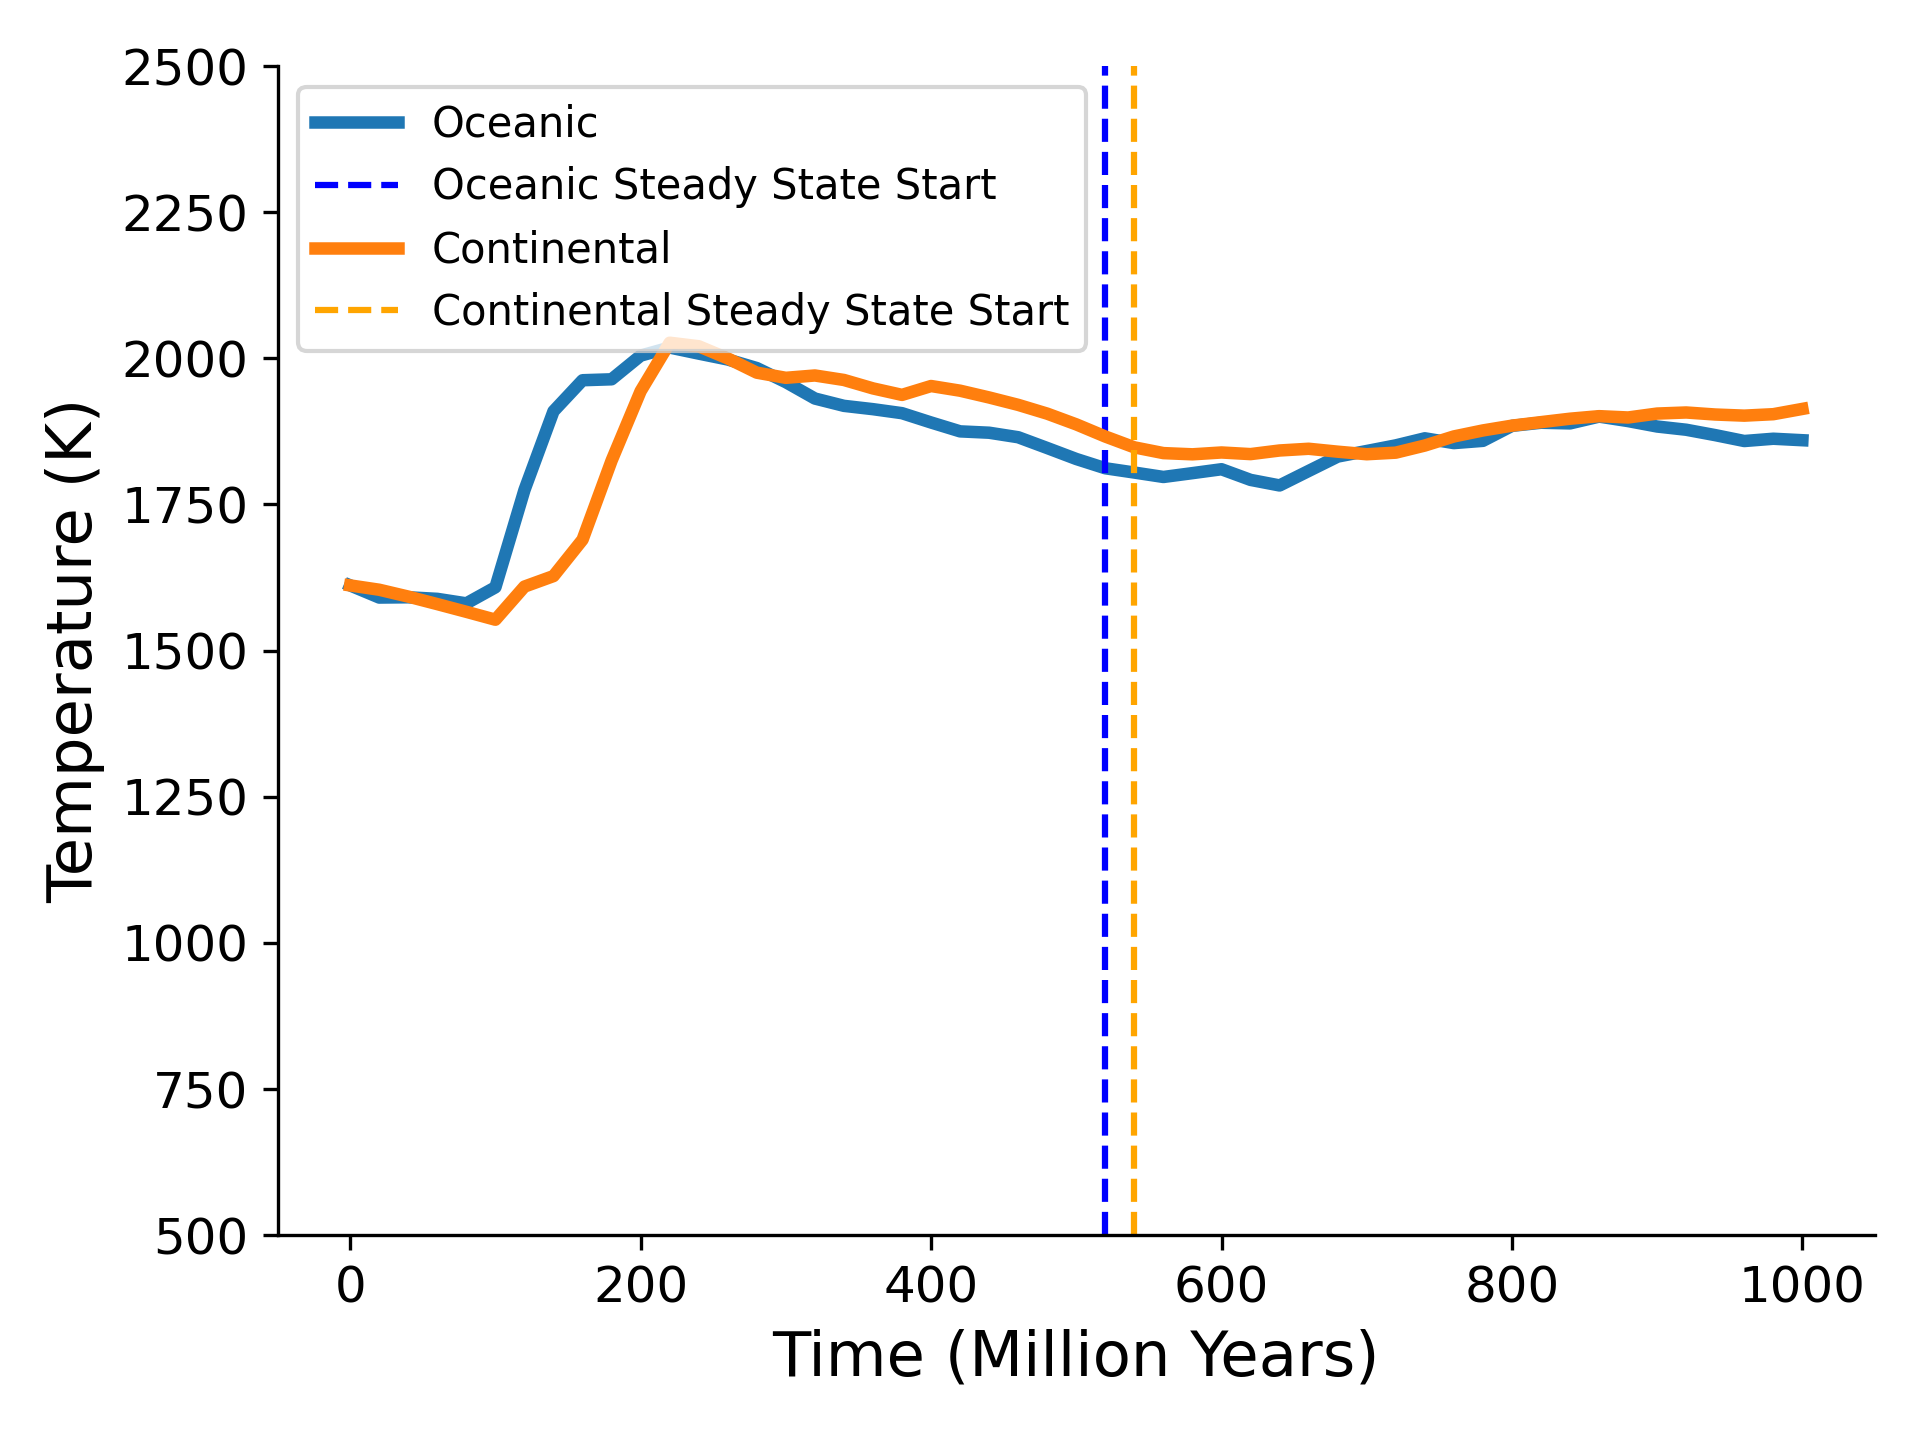 2500
2250
2000
1750
1500
1250
1000
750
500
Temperature (K)
Oceanic
Oceanic Steady State Start
Continental
Continental Steady State Start
0 200 400 600 800 1000
Time (Million Years)